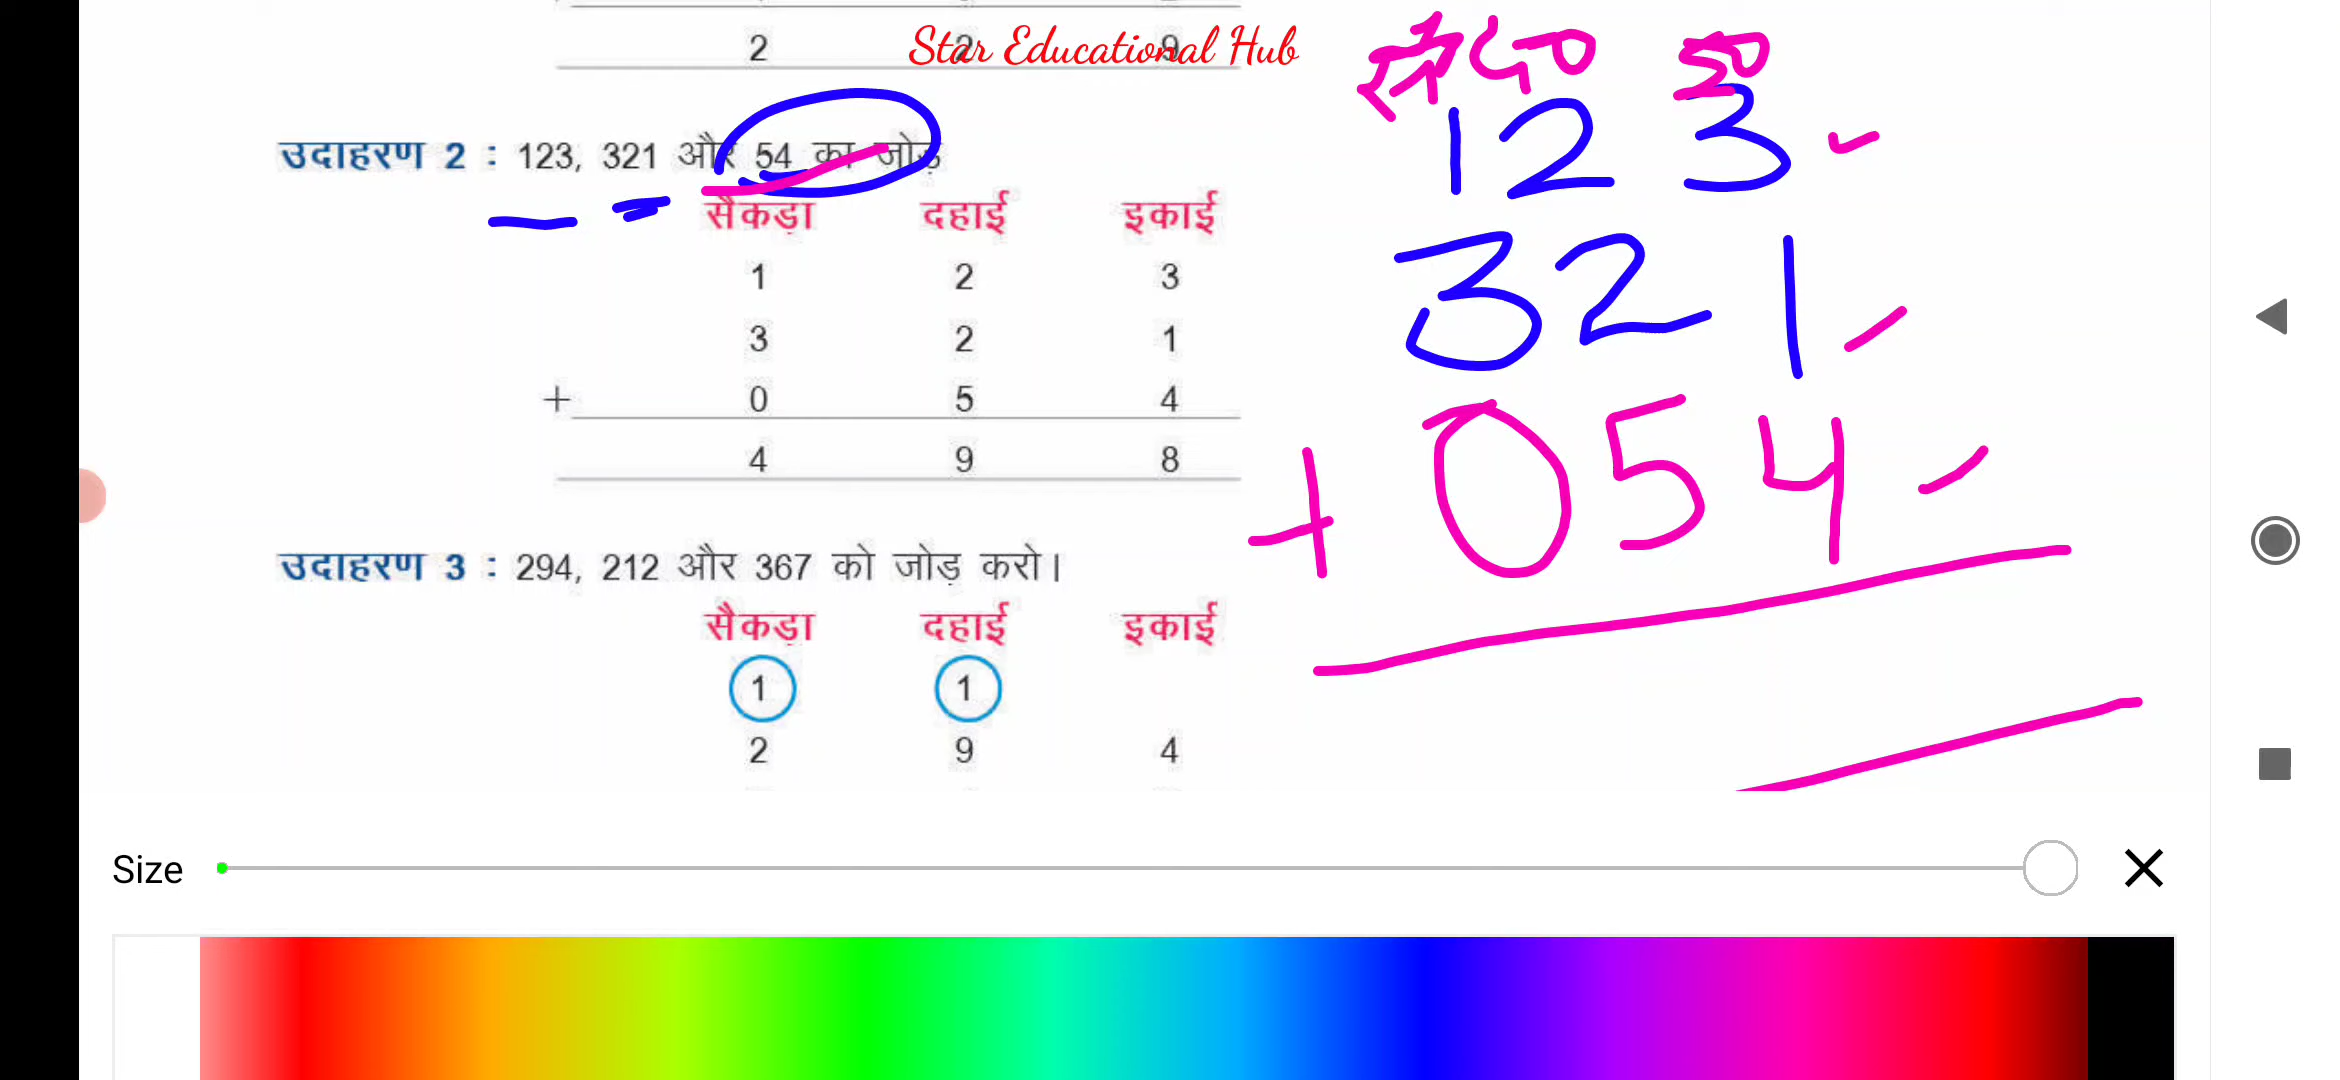 2 2 9
Star Educational Hub
उदाहरण 2 : 123, 321 और 54 का जोड़
सैकड़ा दहाई इकाई
1 2 3
3 2 1
+ 0 5 4
4 9 8
उदाहरण 3 : 294, 212 और 367 को जोड़ करो।
सैकड़ा दहाई इकाई
1 1
2 9 4
123
321
+ 054
Size